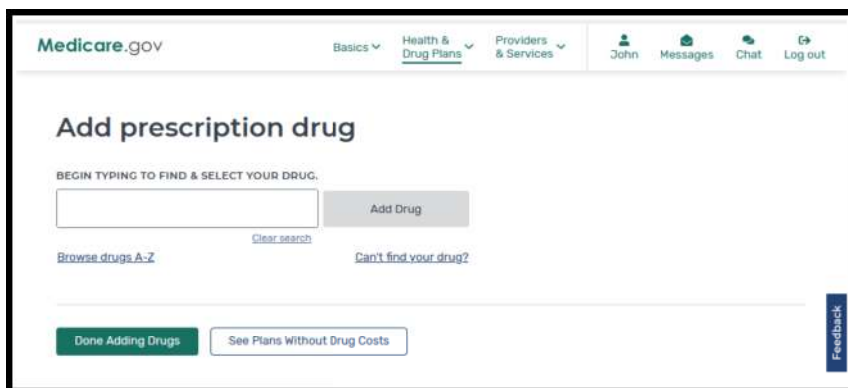 Medicare.gov
Basics
Health & Drug Plans
Providers & Services
John
Messages
Chat
Log out
Add prescription drug
BEGIN TYPING TO FIND & SELECT YOUR DRUG.
Add Drug
Clear search
Browse drugs A-Z
Can't find your drug?
Feedback
Done Adding Drugs
See Plans Without Drug Costs